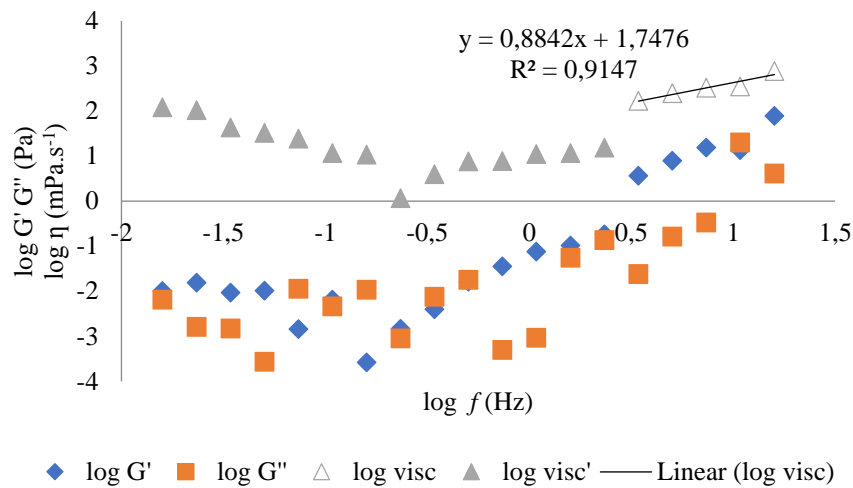 4
3
2
1
0
-1
-2
-3
-4
-2
-1,5
-1
-0,5
0
0,5
1
1,5
y = 0,8842x + 1,7476
R² = 0,9147
log G' G" (Pa)
log η (mPa.s-1)
log f (Hz)
log G' log G" log visc log visc' Linear (log visc)